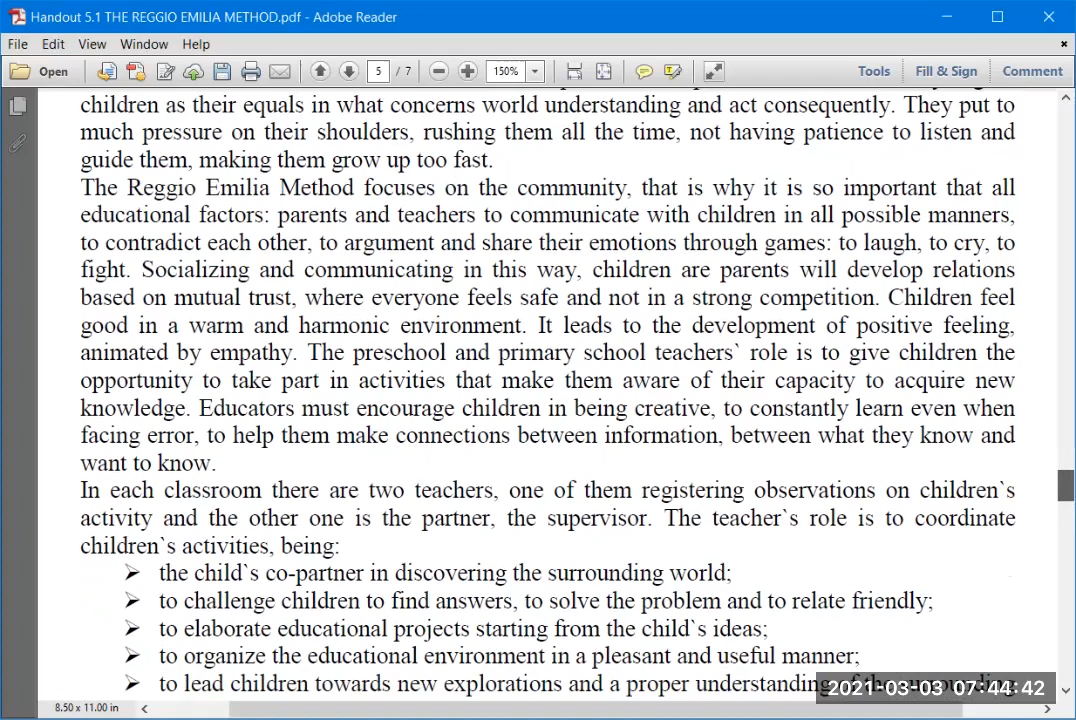 Handout 5.1 THE REGGIO EMILIA METHOD.pdf - Adobe Reader
File Edit View Window Help
Open 5 / 7 150% Tools Fill & Sign Comment
children as their equals in what concerns world understanding and act consequently. They put to
much pressure on their shoulders, rushing them all the time, not having patience to listen and
guide them, making them grow up too fast.
The Reggio Emilia Method focuses on the community, that is why it is so important that all
educational factors: parents and teachers to communicate with children in all possible manners,
to contradict each other, to argument and share their emotions through games: to laugh, to cry, to
fight. Socializing and communicating in this way, children are parents will develop relations
based on mutual trust, where everyone feels safe and not in a strong competition. Children feel
good in a warm and harmonic environment. It leads to the development of positive feeling,
animated by empathy. The preschool and primary school teachers` role is to give children the
opportunity to take part in activities that make them aware of their capacity to acquire new
knowledge. Educators must encourage children in being creative, to constantly learn even when
facing error, to help them make connections between information, between what they know and
want to know.
In each classroom there are two teachers, one of them registering observations on children`s
activity and the other one is the partner, the supervisor. The teacher`s role is to coordinate
children`s activities, being:
➢ the child`s co-partner in discovering the surrounding world;
➢ to challenge children to find answers, to solve the problem and to relate friendly;
➢ to elaborate educational projects starting from the child`s ideas;
➢ to organize the educational environment in a pleasant and useful manner;
➢ to lead children towards new explorations and a proper understanding
2021-03-03 07:44:42
8.50 x 11.00 in